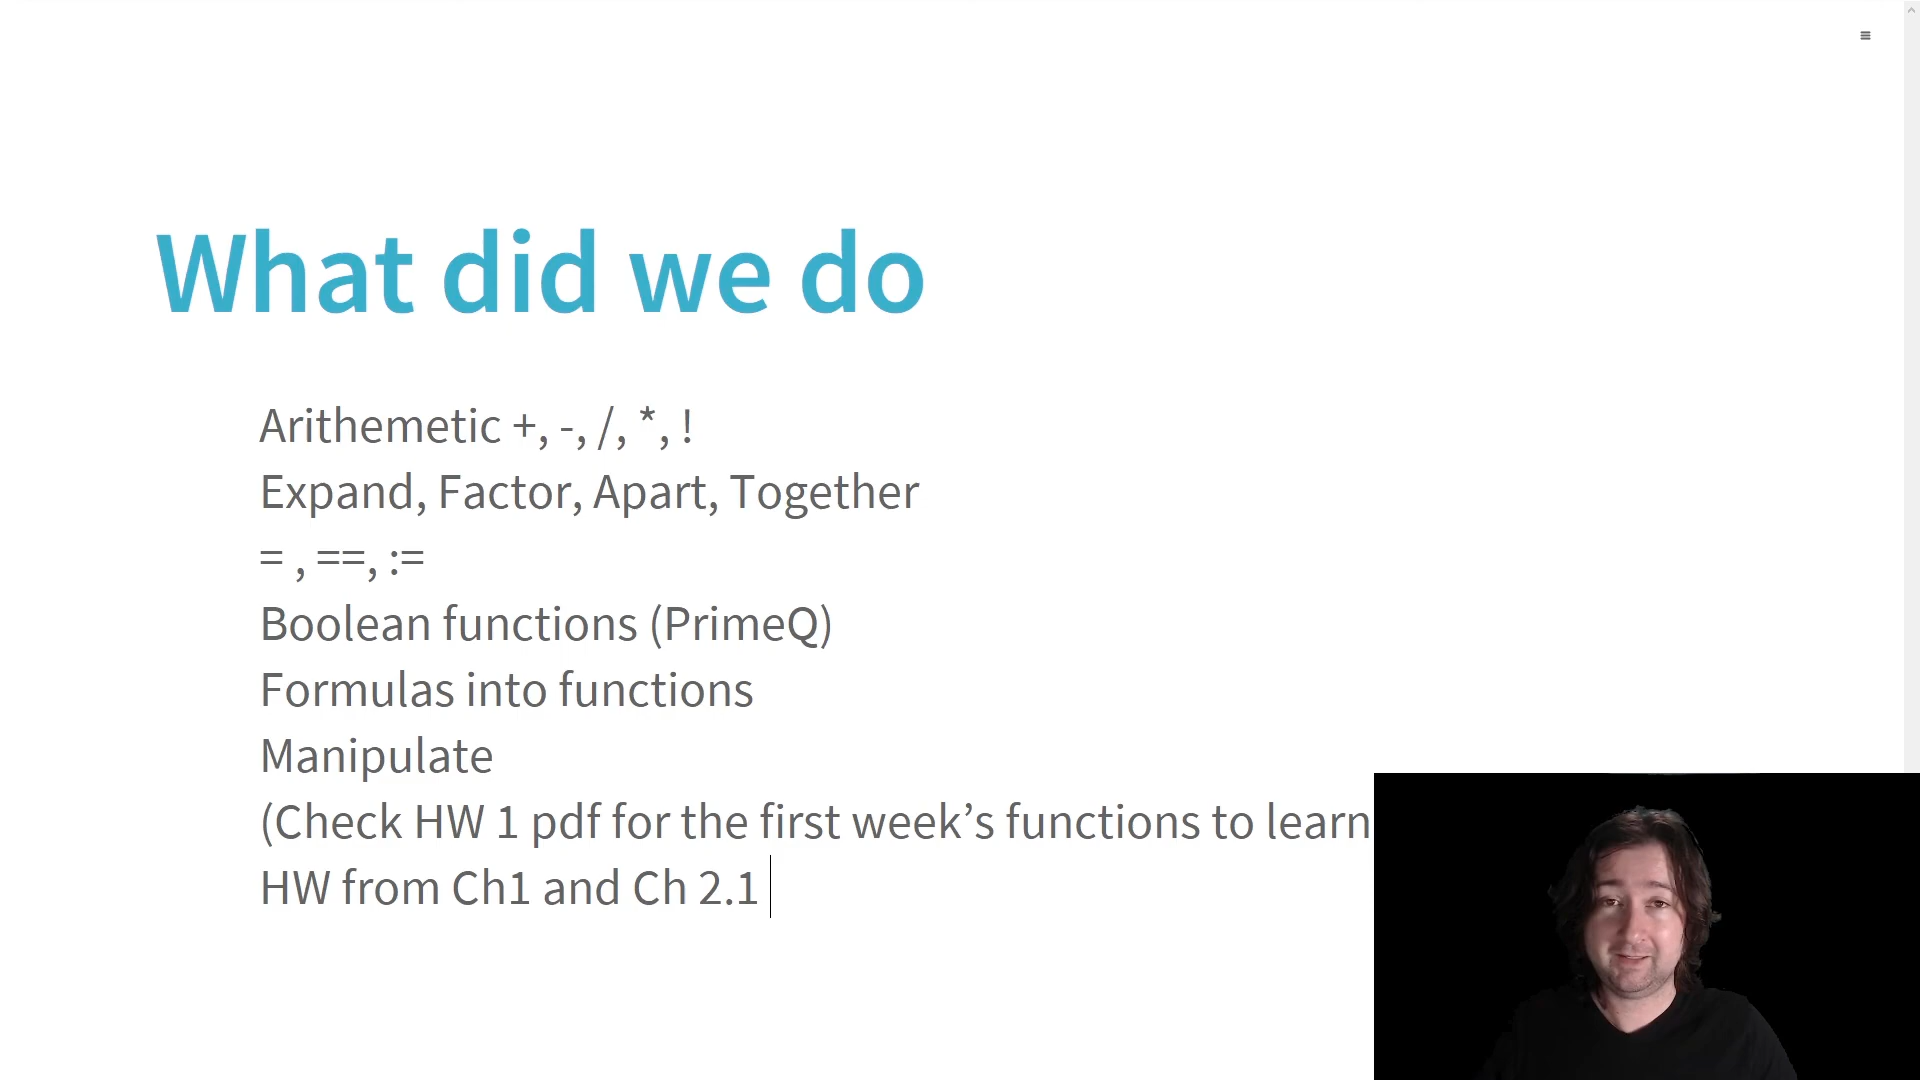 What did we do
Arithemetic +, -, /, *, !
Expand, Factor, Apart, Together
= , ==, :=
Boolean functions (PrimeQ)
Formulas into functions
Manipulate
(Check HW 1 pdf for the first week’s functions to learn
HW from Ch1 and Ch 2.1